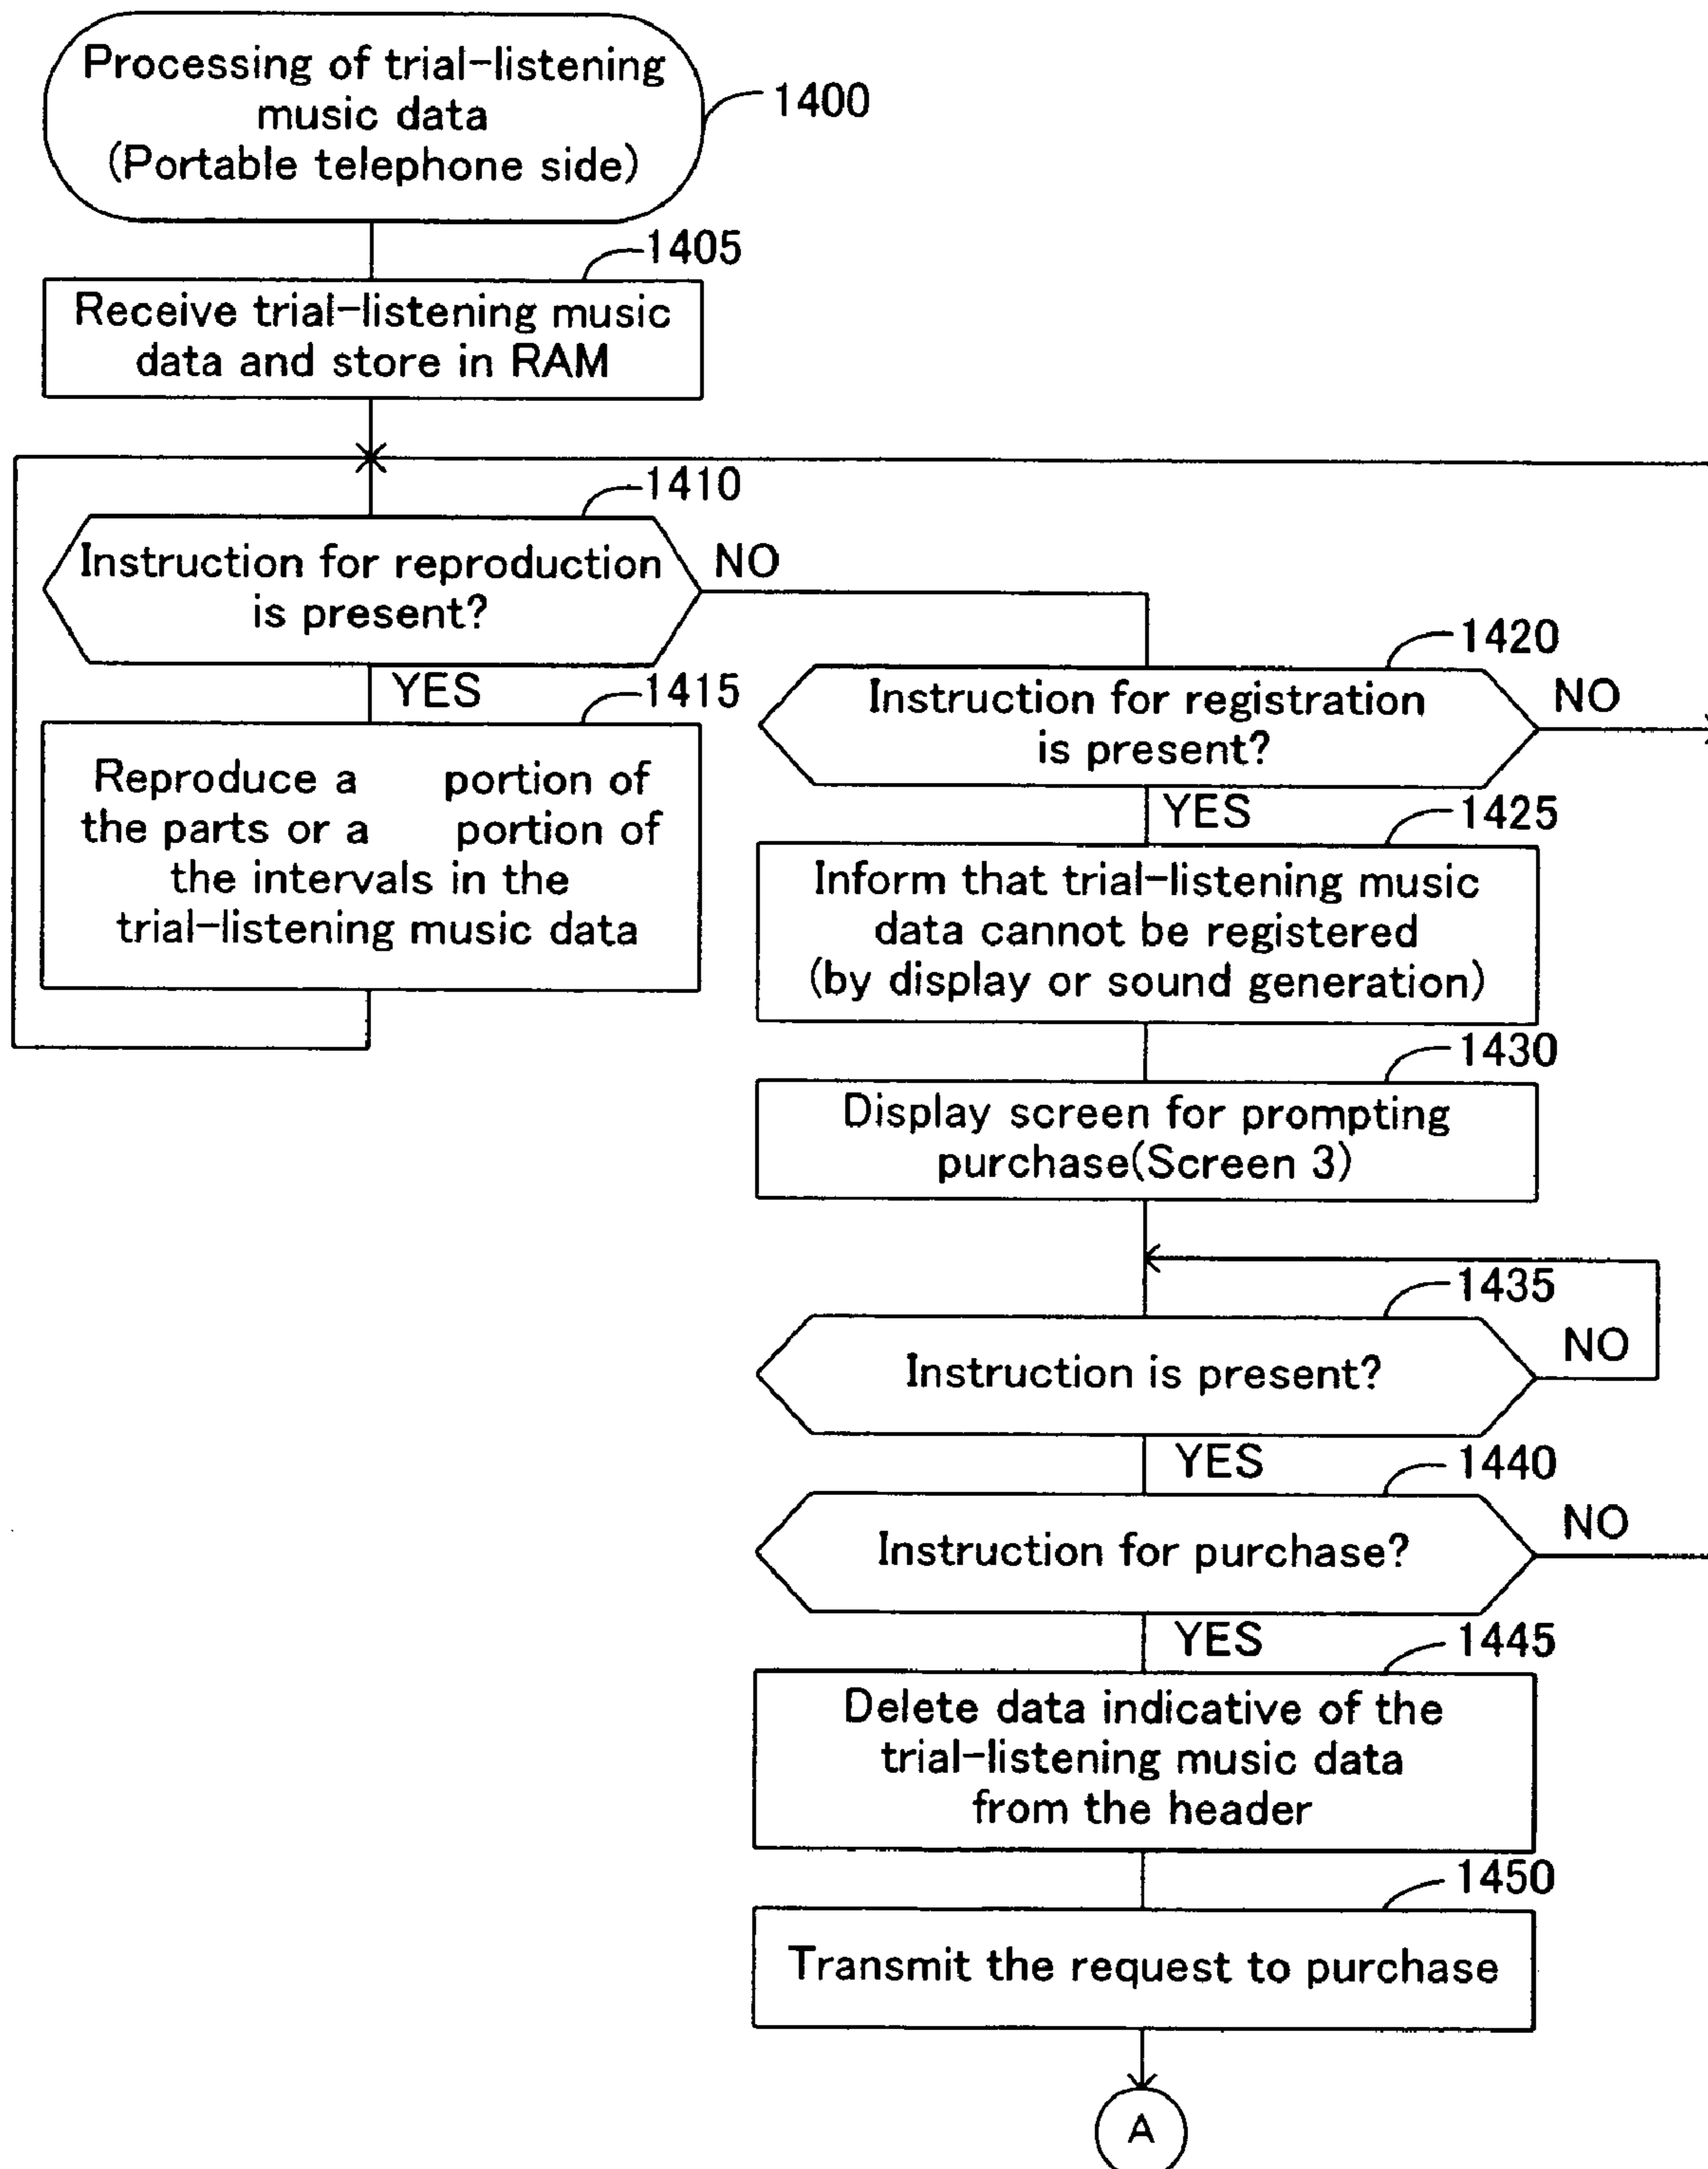 Processing of trial-listening
music data
(Portable telephone side)
1400
1405
Receive trial-listening music
data and store in RAM
1410
Instruction for reproduction
is present?
NO
YES
1415
Reproduce a portion of
the parts or a portion of
the intervals in the
trial-listening music data
1420
Instruction for registration
is present?
NO
YES
1425
Inform that trial-listening music
data cannot be registered
(by display or sound generation)
1430
Display screen for prompting
purchase(Screen 3)
1435
Instruction is present?
NO
YES
1440
Instruction for purchase?
NO
YES
1445
Delete data indicative of the
trial-listening music data
from the header
1450
Transmit the request to purchase
A